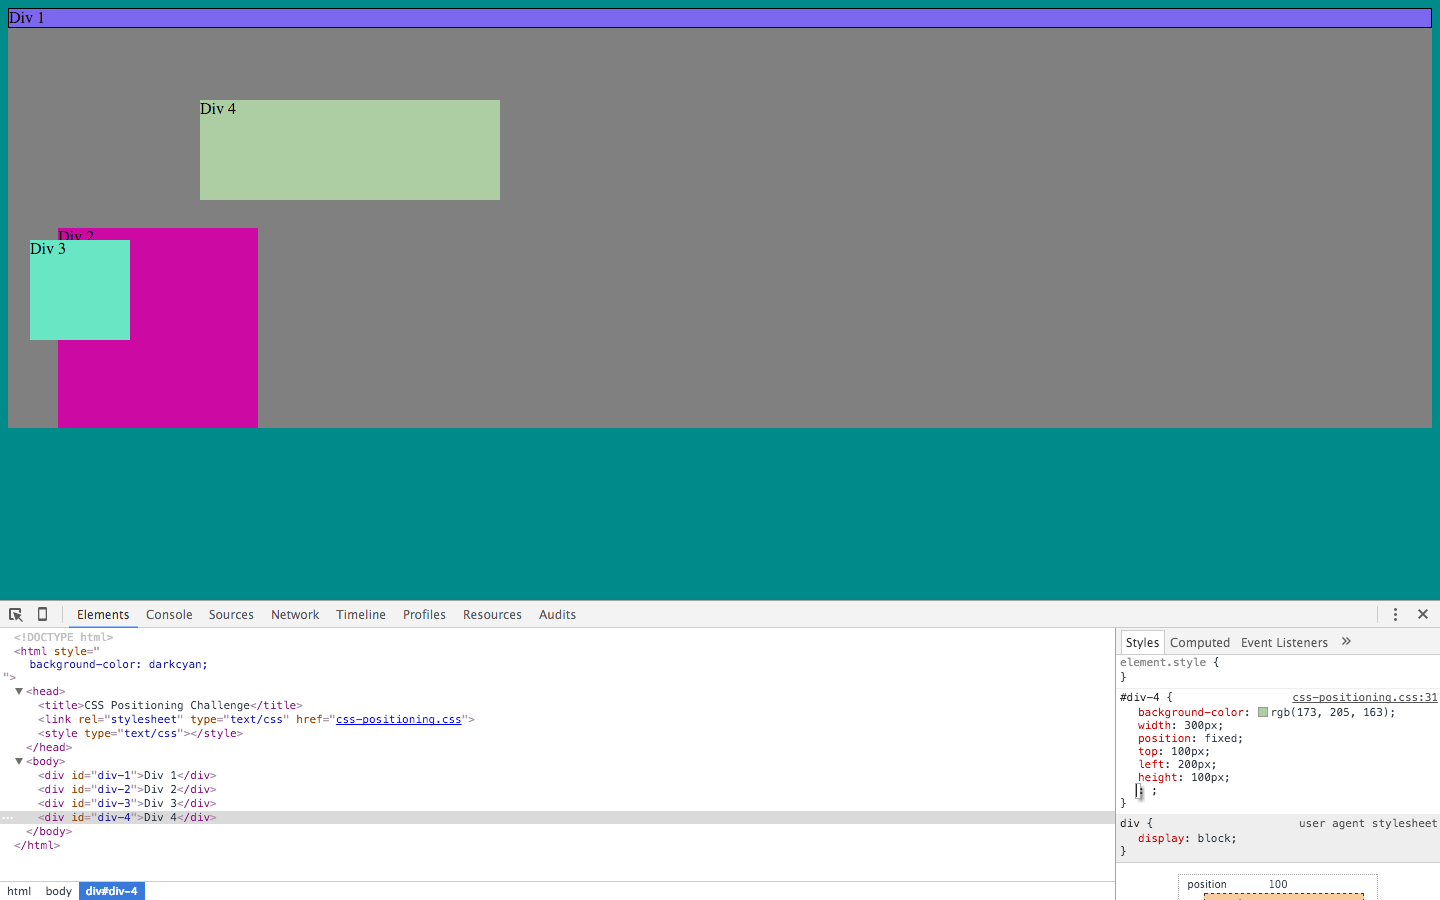 Div 1
Div 4
Div 2
Div 3
Elements Console Sources Network Timeline Profiles Resources Audits
<!DOCTYPE html>
<html style="
background-color: darkcyan;
">
<head>
<title>CSS Positioning Challenge</title>
<link rel="stylesheet" type="text/css" href="css-positioning.css">
<style type="text/css"></style>
</head>
<body>
<div id="div-1">Div 1</div>
<div id="div-2">Div 2</div>
<div id="div-3">Div 3</div>
<div id="div-4">Div 4</div>
</body>
</html>
html body div#div-4
Styles Computed Event Listeners »
element.style {
}
#div-4 { css-positioning.css:31
background-color: rgb(173, 205, 163);
width: 300px;
position: fixed;
top: 100px;
left: 200px;
height: 100px;
: ;
}
div { user agent stylesheet
display: block;
}
position 100